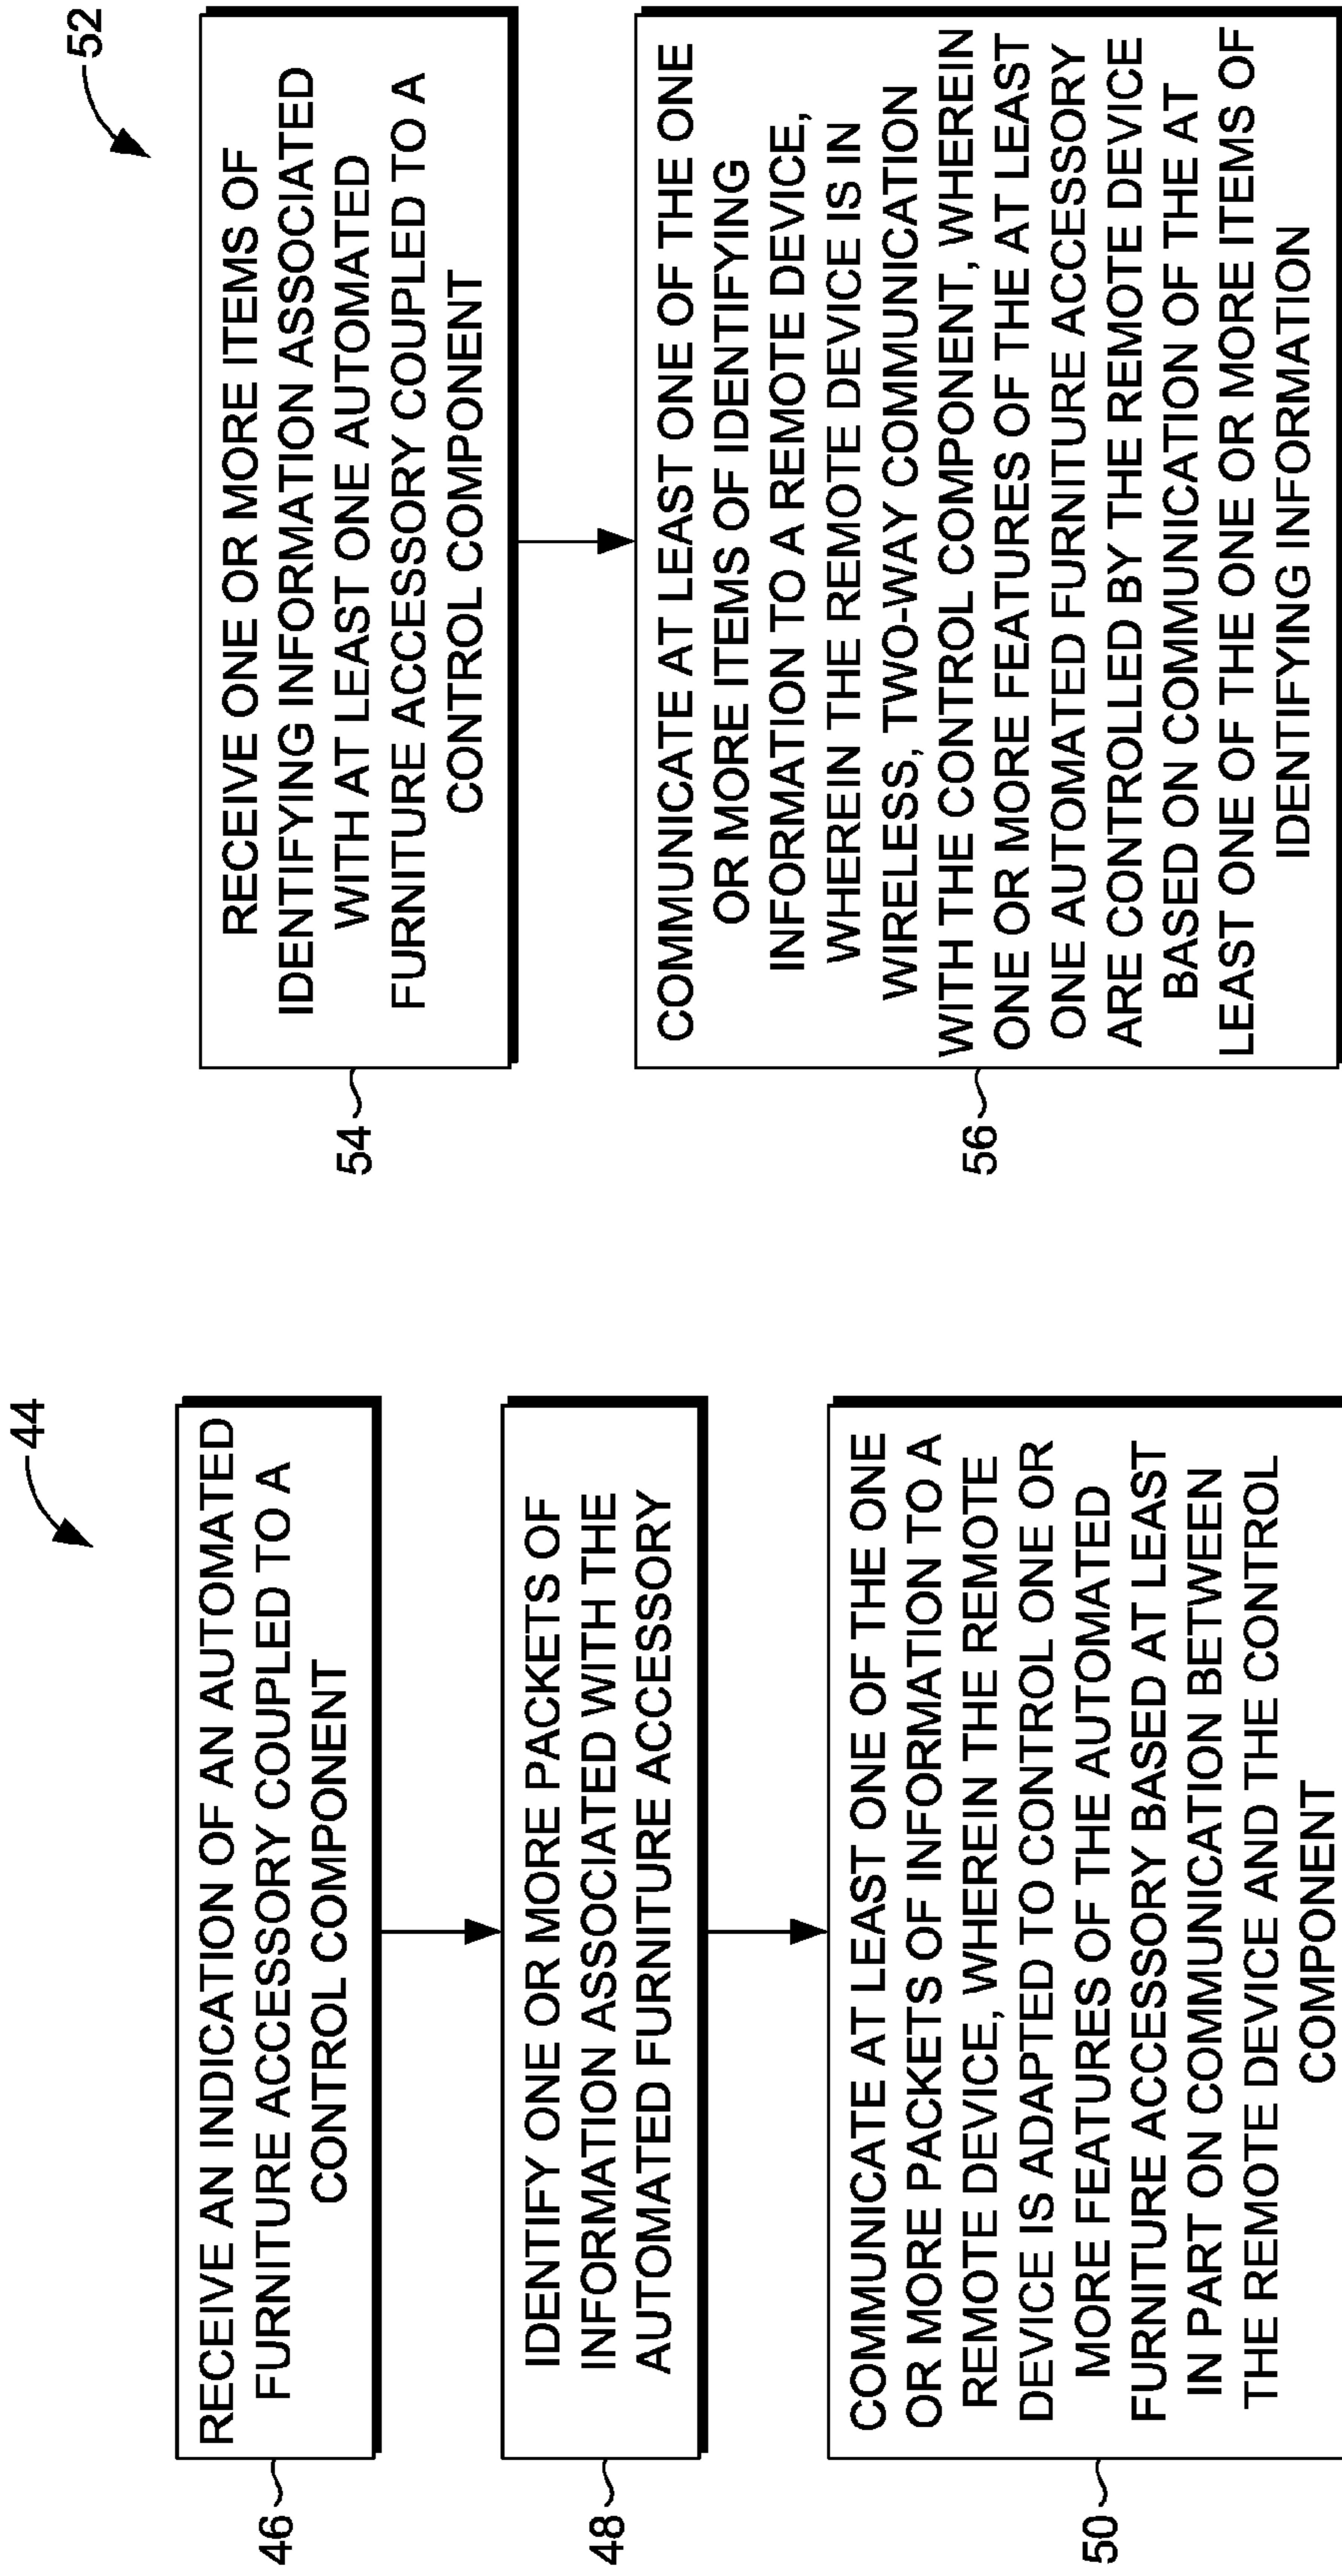 44
46
RECEIVE AN INDICATION OF AN AUTOMATED
FURNITURE ACCESSORY COUPLED TO A
CONTROL COMPONENT
48
IDENTIFY ONE OR MORE PACKETS OF
INFORMATION ASSOCIATED WITH THE
AUTOMATED FURNITURE ACCESSORY
50
COMMUNICATE AT LEAST ONE OF THE ONE
OR MORE PACKETS OF INFORMATION TO A
REMOTE DEVICE, WHEREIN THE REMOTE
DEVICE IS ADAPTED TO CONTROL ONE OR
MORE FEATURES OF THE AUTOMATED
FURNITURE ACCESSORY BASED AT LEAST
IN PART ON COMMUNICATION BETWEEN
THE REMOTE DEVICE AND THE CONTROL
COMPONENT
52
54
RECEIVE ONE OR MORE ITEMS OF
IDENTIFYING INFORMATION ASSOCIATED
WITH AT LEAST ONE AUTOMATED
FURNITURE ACCESSORY COUPLED TO A
CONTROL COMPONENT
56
COMMUNICATE AT LEAST ONE OF THE ONE
OR MORE ITEMS OF IDENTIFYING
INFORMATION TO A REMOTE DEVICE,
WHEREIN THE REMOTE DEVICE IS IN
WIRELESS, TWO-WAY COMMUNICATION
WITH THE CONTROL COMPONENT, WHEREIN
ONE OR MORE FEATURES OF THE AT LEAST
ONE AUTOMATED FURNITURE ACCESSORY
ARE CONTROLLED BY THE REMOTE DEVICE
BASED ON COMMUNICATION OF THE AT
LEAST ONE OF THE ONE OR MORE ITEMS OF
IDENTIFYING INFORMATION